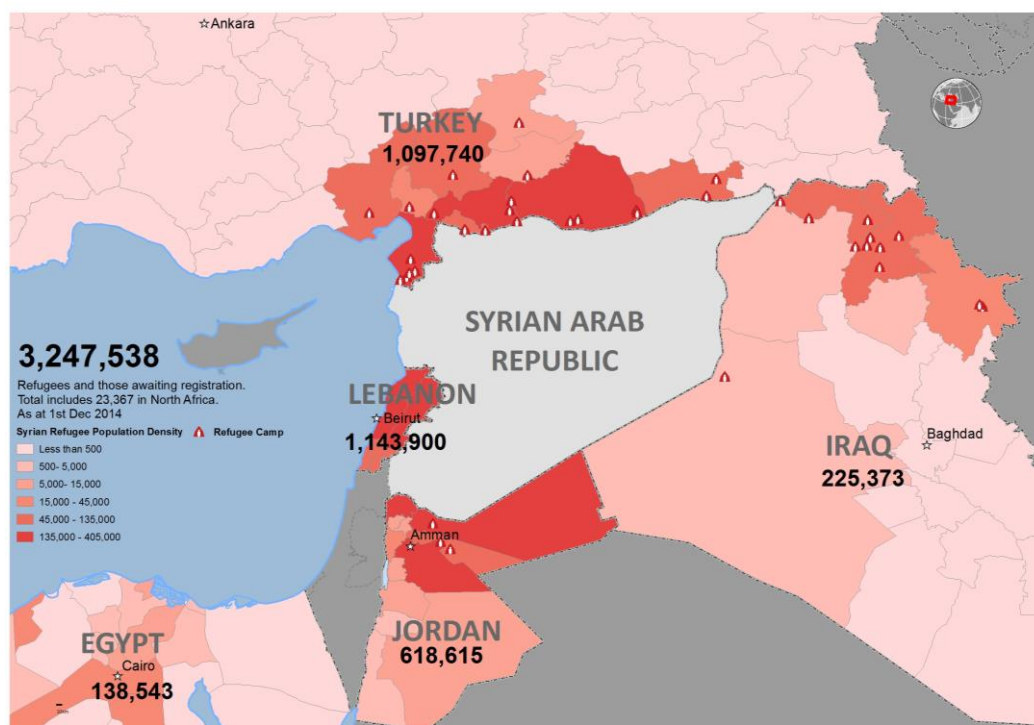 Ankara
TURKEY
1,097,740
SYRIAN ARAB
REPUBLIC
3,247,538
Refugees and those awaiting registration.
Total includes 23,367 in North Africa.
As at 1st Dec 2014
Syrian Refugee Population Density
Refugee Camp
Less than 500
500- 5,000
5,000- 15,000
15,000 - 45,000
45,000 - 135,000
135,000 - 405,000
LEBANON
Beirut
1,143,900
IRAQ
Baghdad
225,373
Amman
JORDAN
618,615
EGYPT
Cairo
138,543